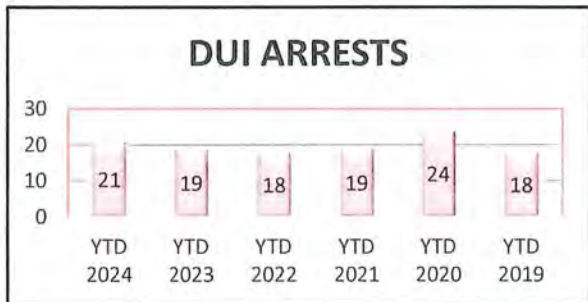 DUI ARRESTS
30
20
10
0
21
19
18
19
24
18
YTD 2024
YTD 2023
YTD 2022
YTD 2021
YTD 2020
YTD 2019